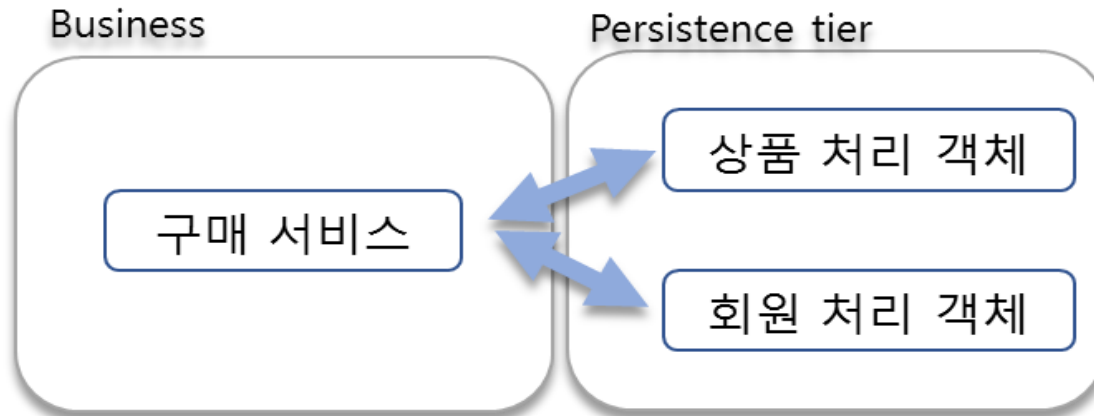 Business
Persistence tier
상품 처리 객체
구매 서비스
회원 처리 객체